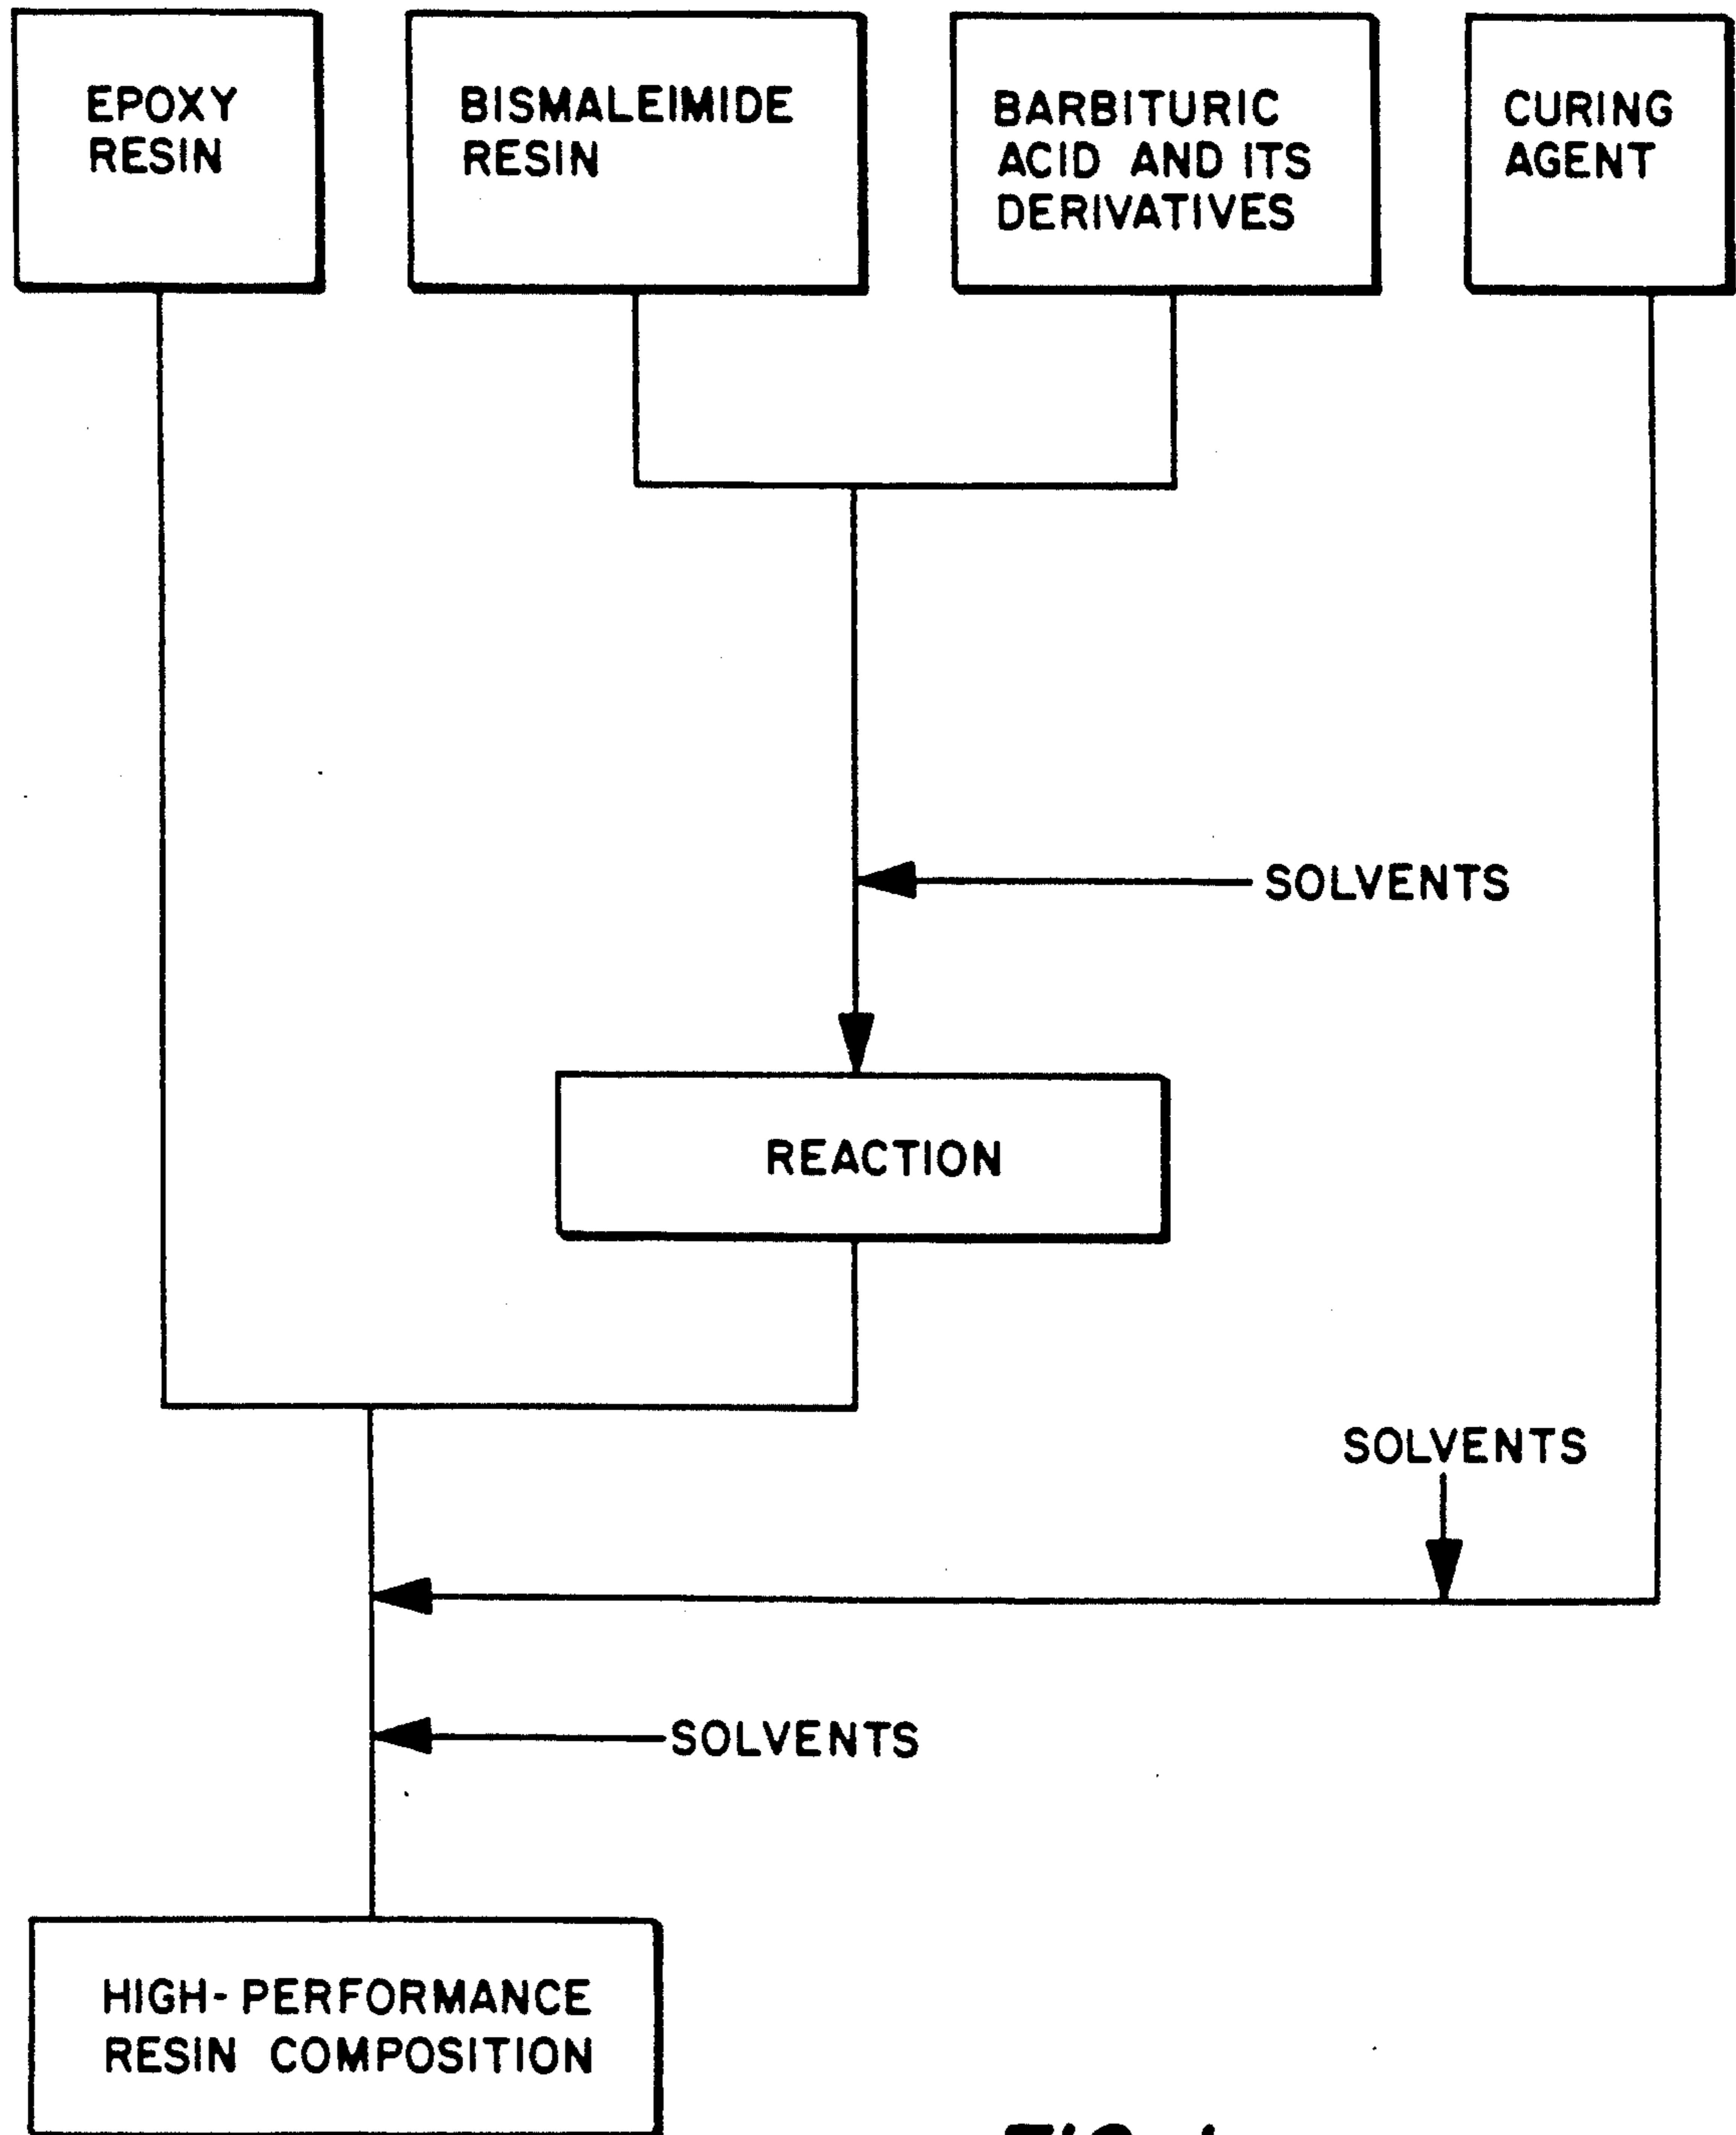 EPOXY
RESIN
BISMALEIMIDE
RESIN
BARBITURIC
ACID AND ITS
DERIVATIVES
CURING
AGENT
SOLVENTS
REACTION
SOLVENTS
SOLVENTS
HIGH-PERFORMANCE
RESIN COMPOSITION